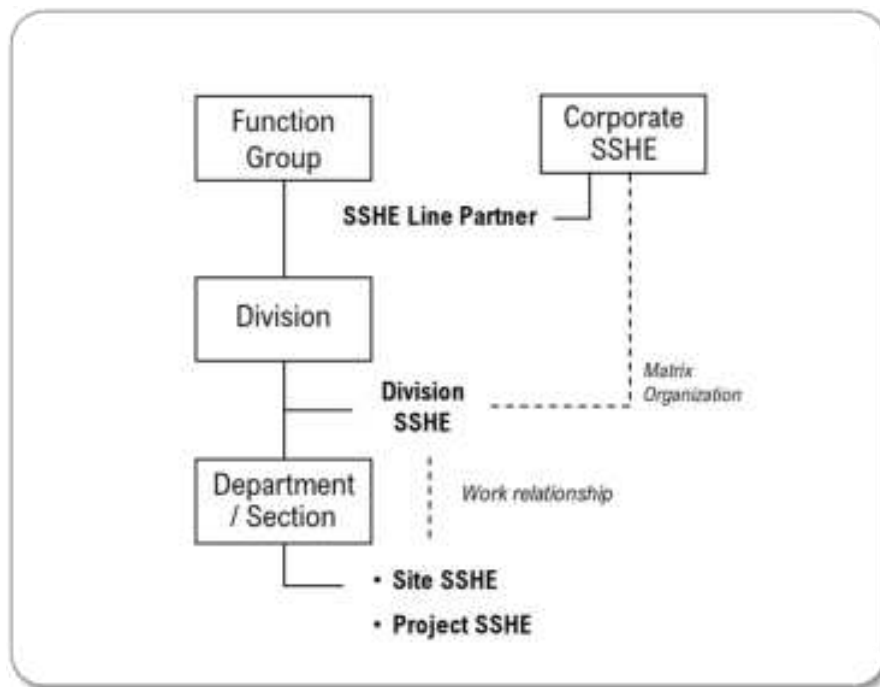 Function
Group
Corporate
SSHE
SSHE Line Partner
Division
Matrix
Organization
Division
SSHE
Department
/ Section
Work relationship
• Site SSHE
• Project SSHE